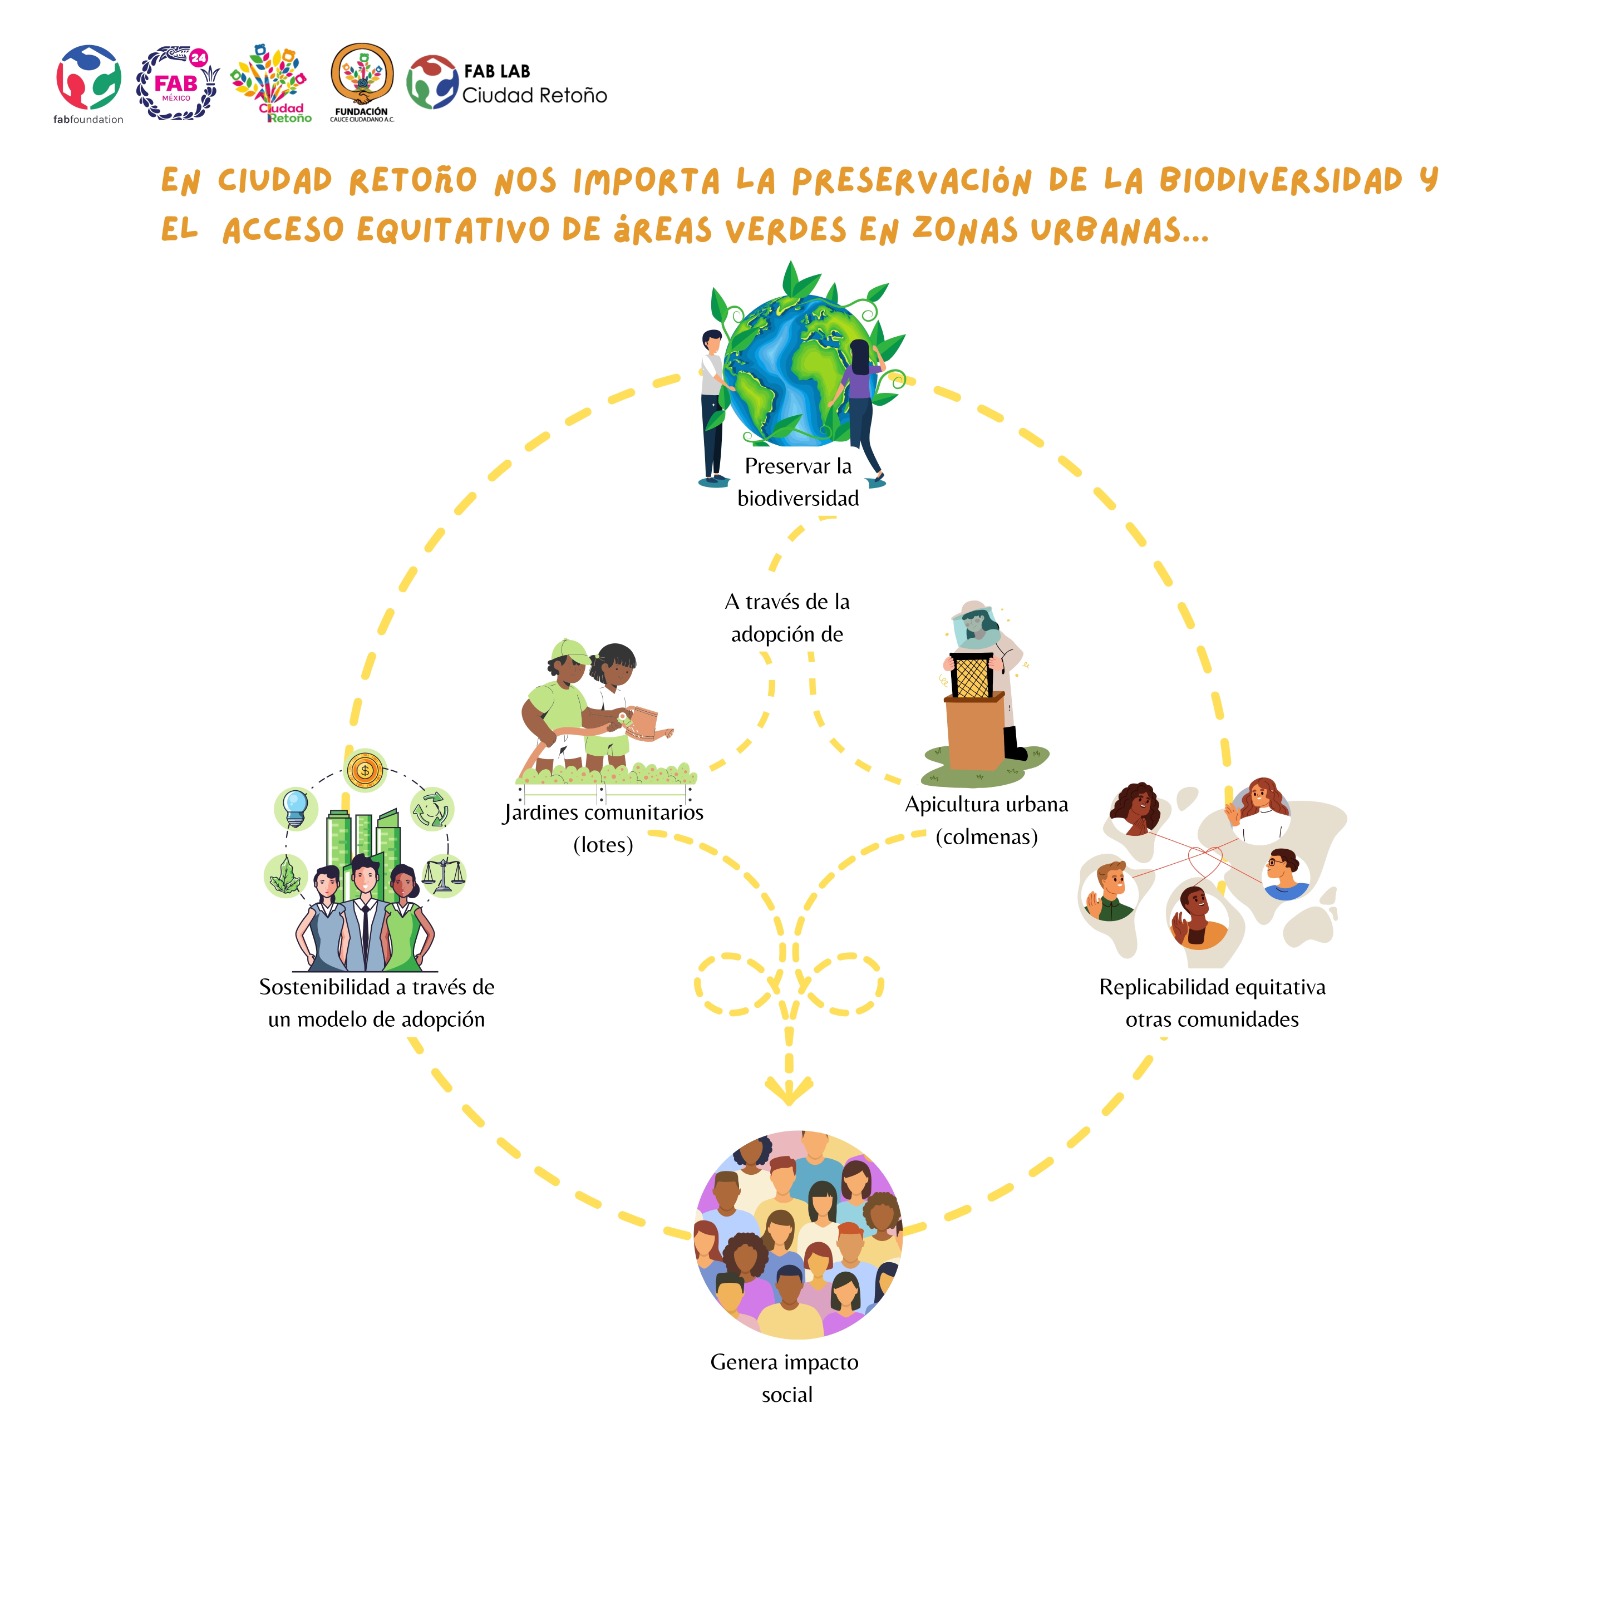 fabfoundation
FAB24
MÉXICO
Ciudad
Retoño
FUNDACIÓN
CAUCE CIUDADANO A.C.
FAB LAB
Ciudad Retoño
EN CIUDAD RETOÑO NOS IMPORTA LA PRESERVACIÓN DE LA BIODIVERSIDAD Y
EL ACCESO EQUITATIVO DE ÁREAS VERDES EN ZONAS URBANAS...
Preservar la
biodiversidad
A través de la
adopción de
Jardines comunitarios
(lotes)
Apicultura urbana
(colmenas)
Sostenibilidad a través de
un modelo de adopción
Replicabilidad equitativa
otras comunidades
Genera impacto
social